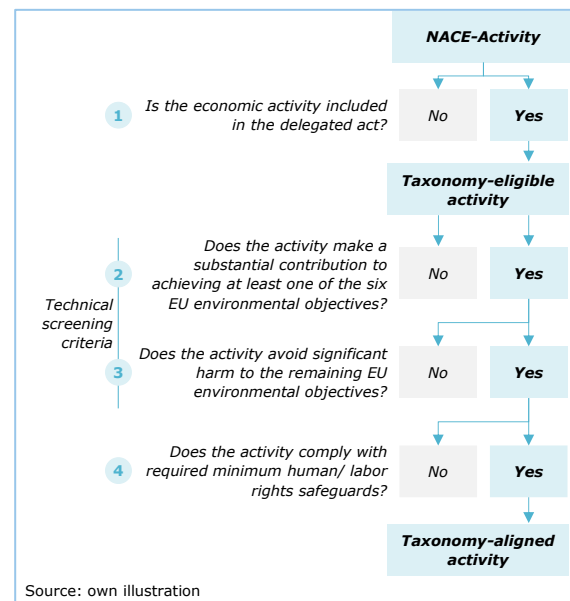 NACE-Activity
1
Is the economic activity included
in the delegated act?
No
Yes
Taxonomy-eligible
activity
Technical
screening
criteria
2
Does the activity make a
substantial contribution to
achieving at least one of the six
EU environmental objectives?
No
Yes
3
Does the activity avoid significant
harm to the remaining EU
environmental objectives?
No
Yes
4
Does the activity comply with
required minimum human/ labor
rights safeguards?
No
Yes
Taxonomy-aligned
activity
Source: own illustration